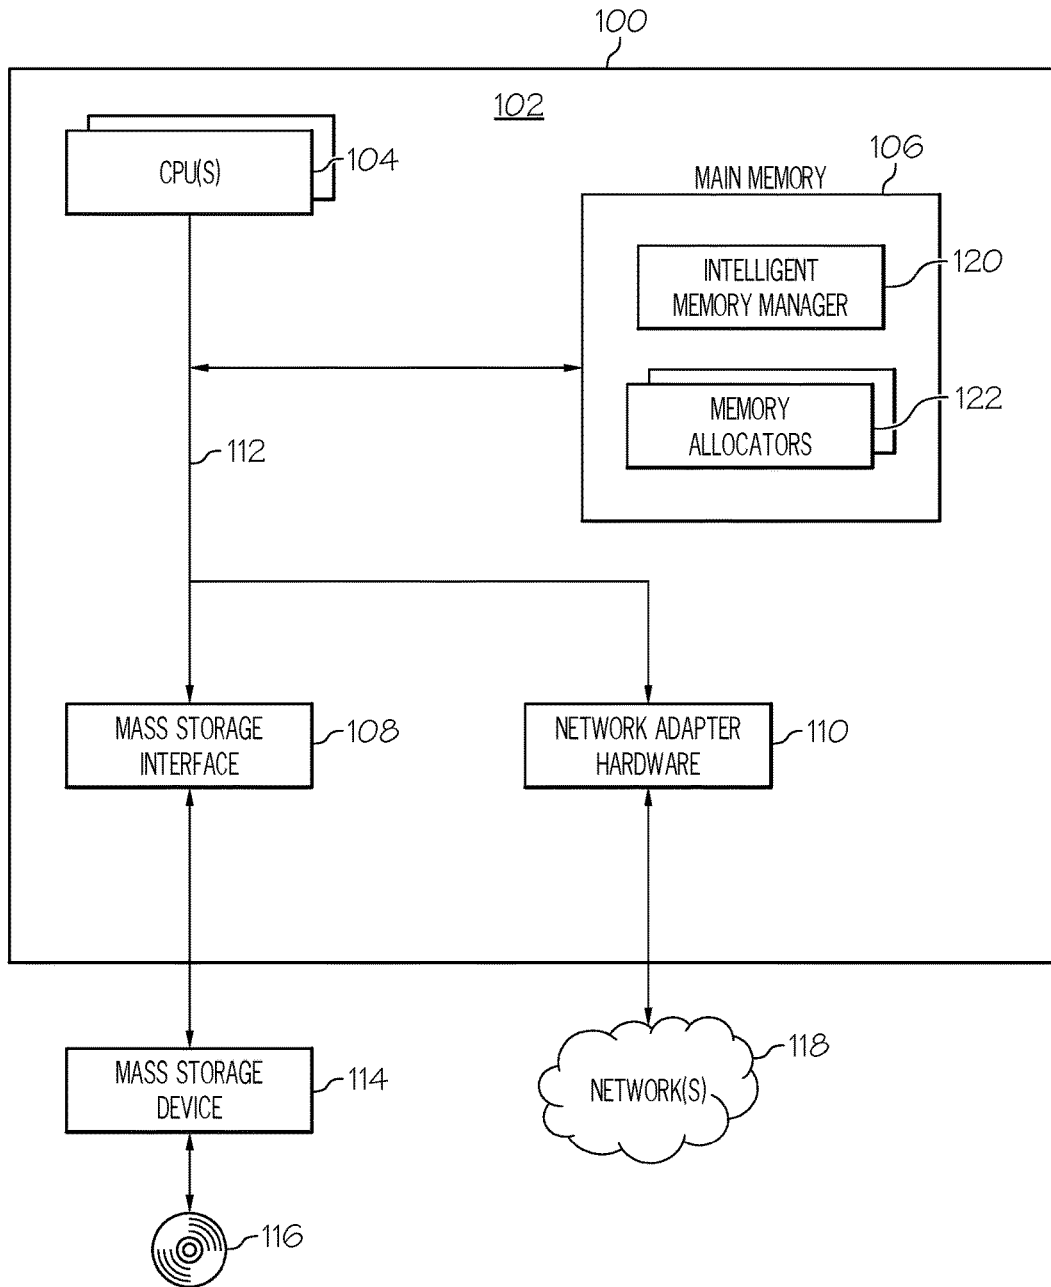 100
102
CPU(S)
104
MAIN MEMORY
106
INTELLIGENT
MEMORY MANAGER
120
MEMORY
ALLOCATORS
122
112
MASS STORAGE
INTERFACE
108
NETWORK ADAPTER
HARDWARE
110
MASS STORAGE
DEVICE
114
NETWORK(S)
118
116